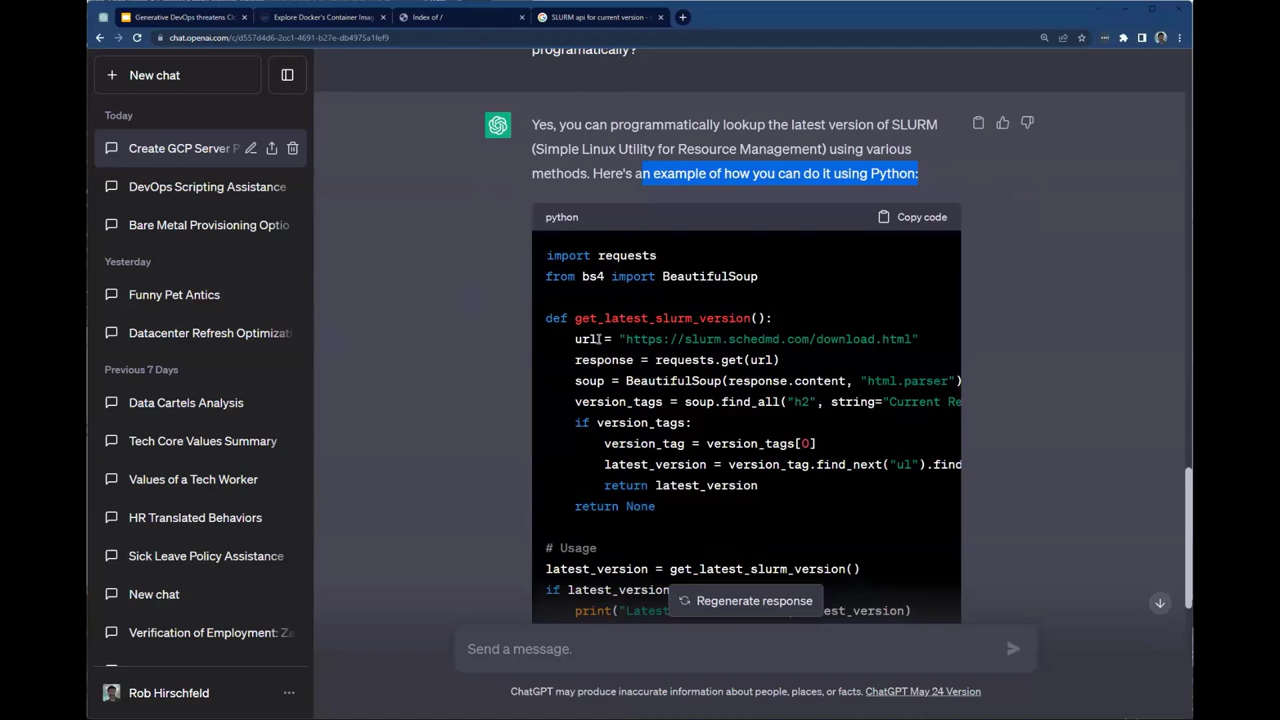 Generative DevOps threatens Cl
Explore Docker's Container Imag
Index of /
SLURM api for current version -
chat.openai.com/c/d557d4d6-2cc1-4691-b27e-db4975a1fef9
New chat
Today
Create GCP Server P
DevOps Scripting Assistance
Bare Metal Provisioning Optio
Yesterday
Funny Pet Antics
Datacenter Refresh Optimizati
Previous 7 Days
Data Cartels Analysis
Tech Core Values Summary
Values of a Tech Worker
HR Translated Behaviors
Sick Leave Policy Assistance
New chat
Verification of Employment: Za
Rob Hirschfeld
programatically?
Yes, you can programmatically lookup the latest version of SLURM
(Simple Linux Utility for Resource Management) using various
methods. Here's an example of how you can do it using Python:
python
Copy code
import requests
from bs4 import BeautifulSoup
def get_latest_slurm_version():
url = "https://slurm.schedmd.com/download.html"
response = requests.get(url)
soup = BeautifulSoup(response.content, "html.parser")
version_tags = soup.find_all("h2", string="Current Re
if version_tags:
version_tag = version_tags[0]
latest_version = version_tag.find_next("ul").find
return latest_version
return None
# Usage
latest_version = get_latest_slurm_version()
if latest_version
print("Latest
test_version)
Regenerate response
Send a message.
ChatGPT may produce inaccurate information about people, places, or facts. ChatGPT May 24 Version